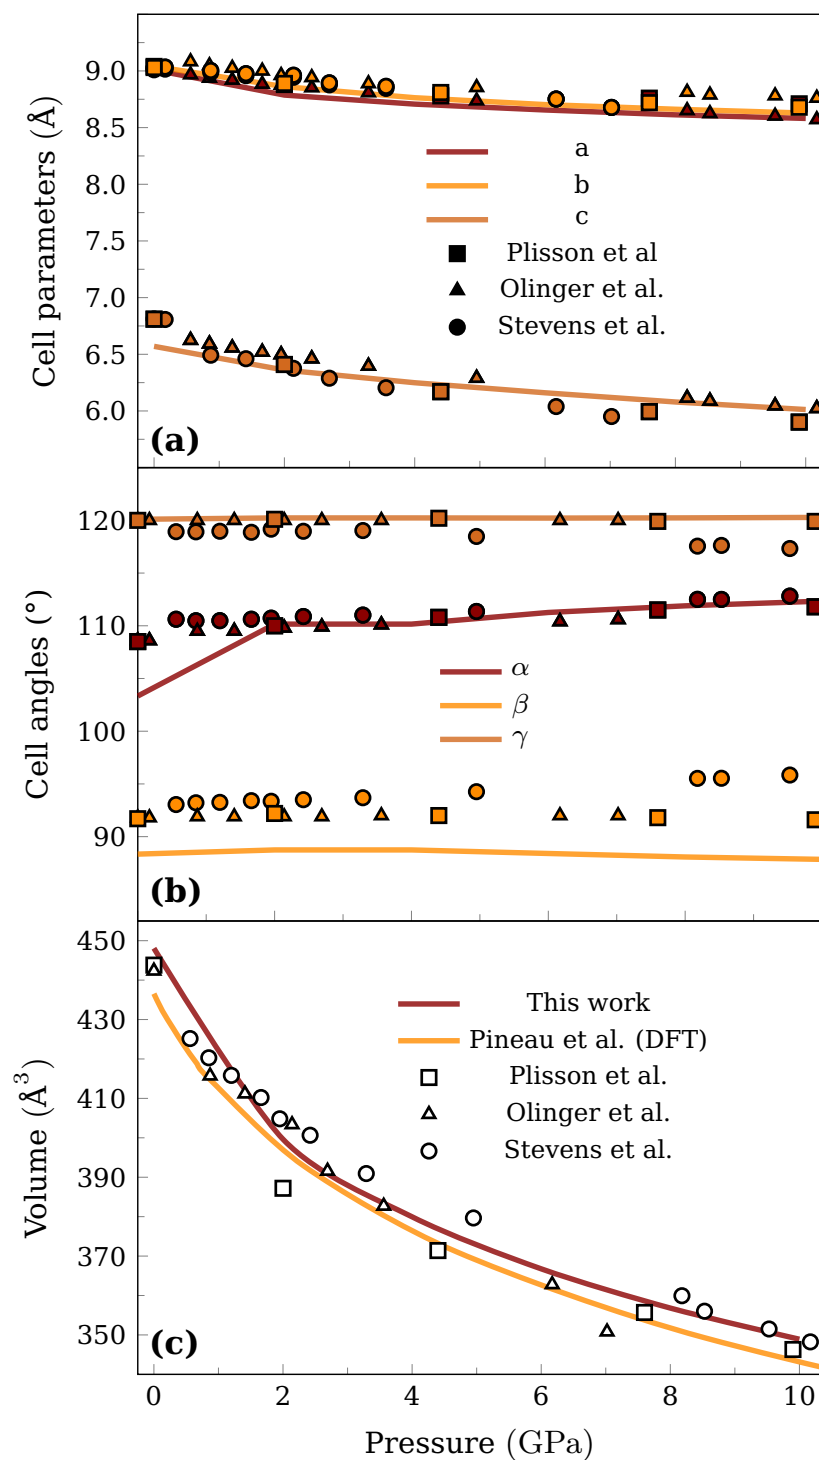 9.0
8.5
8.0
7.5
7.0
6.5
6.0
Cell parameters (Å)
a
b
c
Plisson et al
Olinger et al.
Stevens et al.
(a)
120
110
100
90
Cell angles (°)
α
β
γ
(b)
450
430
410
390
370
350
Volume (Å³)
This work
Pineau et al. (DFT)
Plisson et al.
Olinger et al.
Stevens et al.
(c)
0 2 4 6 8 10
Pressure (GPa)